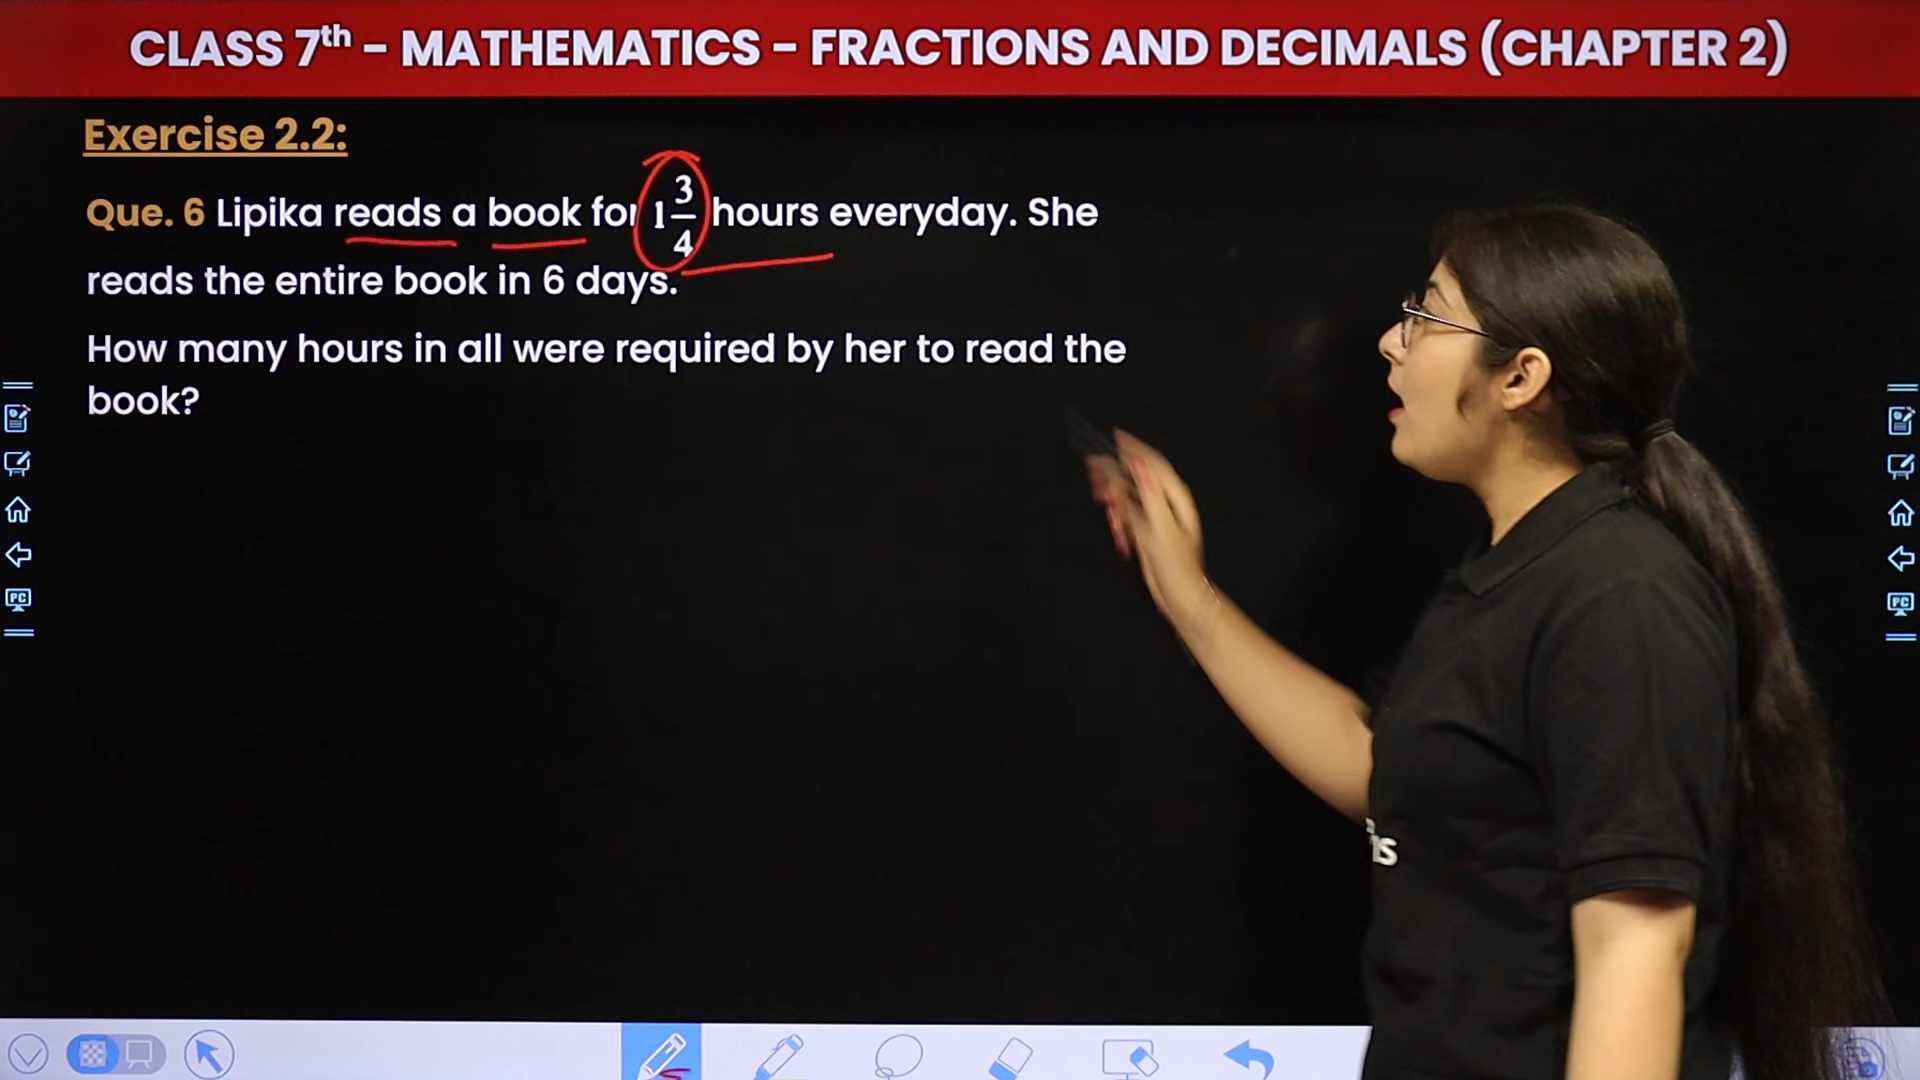 CLASS 7th – MATHEMATICS – FRACTIONS AND DECIMALS (CHAPTER 2)
Exercise 2.2:
Que. 6 Lipika reads a book for 1 3/4 hours everyday. She
reads the entire book in 6 days.
How many hours in all were required by her to read the
book?
PC
PC